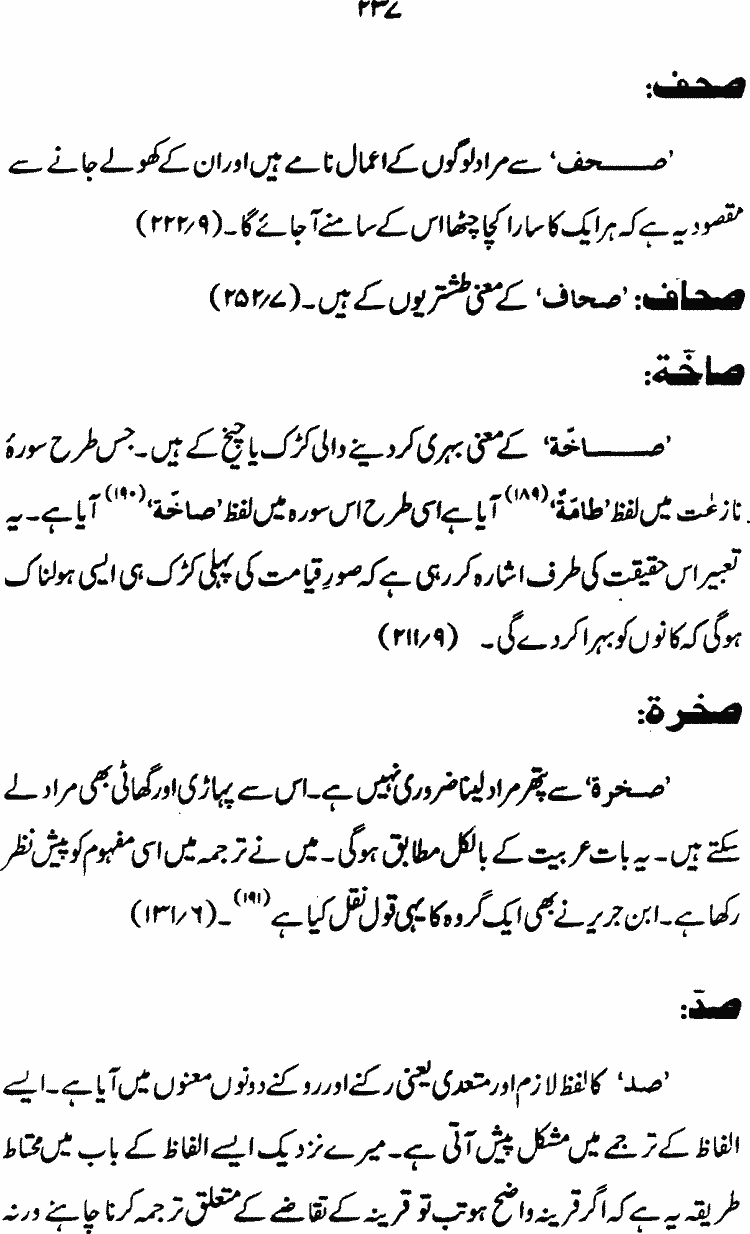 ۲۳۷
صحف:
’صحف‘ سے مراد لوگوں کے اعمال نامے ہیں اور ان کے کھولے جانے سے
مقصود یہ ہے کہ ہر ایک کا سارا کچا چٹھا اس کے سامنے آ جائے گا۔ (۲۲۲/۹)
صحاف: ’صحاف‘ کے معنی طشتریوں کے ہیں۔ (۲۵۲/۷)
صاخّة:
’صاخّة‘ کے معنی بہری کر دینے والی کڑک یا چیخ کے ہیں۔ جس طرح سورۂ
نازعٰت میں لفظ ’طامّةٌ‘ (۱۸۹) آیا ہے اسی طرح اس سورہ میں لفظ ’صاخّة‘ (۱۹۰) آیا ہے۔ یہ
تعبیر اس حقیقت کی طرف اشارہ کر رہی ہے کہ صورِ قیامت کی پہلی کڑک ہی ایسی ہولناک
ہوگی کہ کانوں کو بہرا کر دے گی۔ (۲۱۱/۹)
صخرة:
’صخرة‘ سے پتھر مراد لینا ضروری نہیں ہے۔ اس سے پہاڑی اور گھاٹی بھی مراد لے
سکتے ہیں۔ یہ بات عربیت کے بالکل مطابق ہوگی۔ میں نے ترجمہ میں اسی مفہوم کو پیش نظر
رکھا ہے۔ ابن جریر نے بھی ایک گروہ کا یہی قول نقل کیا ہے (۱۹۱)۔ (۱۳۱/۶)
صدّ:
’صد‘ کا لفظ لازم اور متعدی یعنی رکنے اور روکنے دونوں معنوں میں آیا ہے۔ ایسے
الفاظ کے ترجمے میں مشکل پیش آتی ہے۔ میرے نزدیک ایسے الفاظ کے باب میں محتاط
طریقہ یہ ہے کہ اگر قرینہ واضح ہو تب تو قرینہ کے تقاضے کے متعلق ترجمہ کرنا چاہئے ورنہ